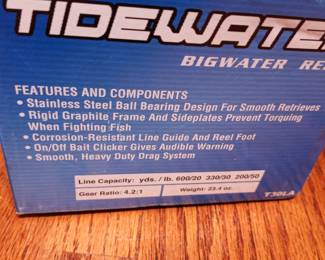 TIDEWATE
BIGWATER RE
FEATURES AND COMPONENTS
• Stainless Steel Ball Bearing Design For Smooth Retrieves
• Rigid Graphite Frame And Sideplates Prevent Torquing
When Fighting Fish
• Corrosion-Resistant Line Guide And Reel Foot
• On/Off Bait Clicker Gives Audible Warning
• Smooth, Heavy Duty Drag System
Line Capacity: yds. / lb. 600/20 330/30 200/50
Gear Ratio: 4.2:1 Weight: 23.4 oz.
T30LA